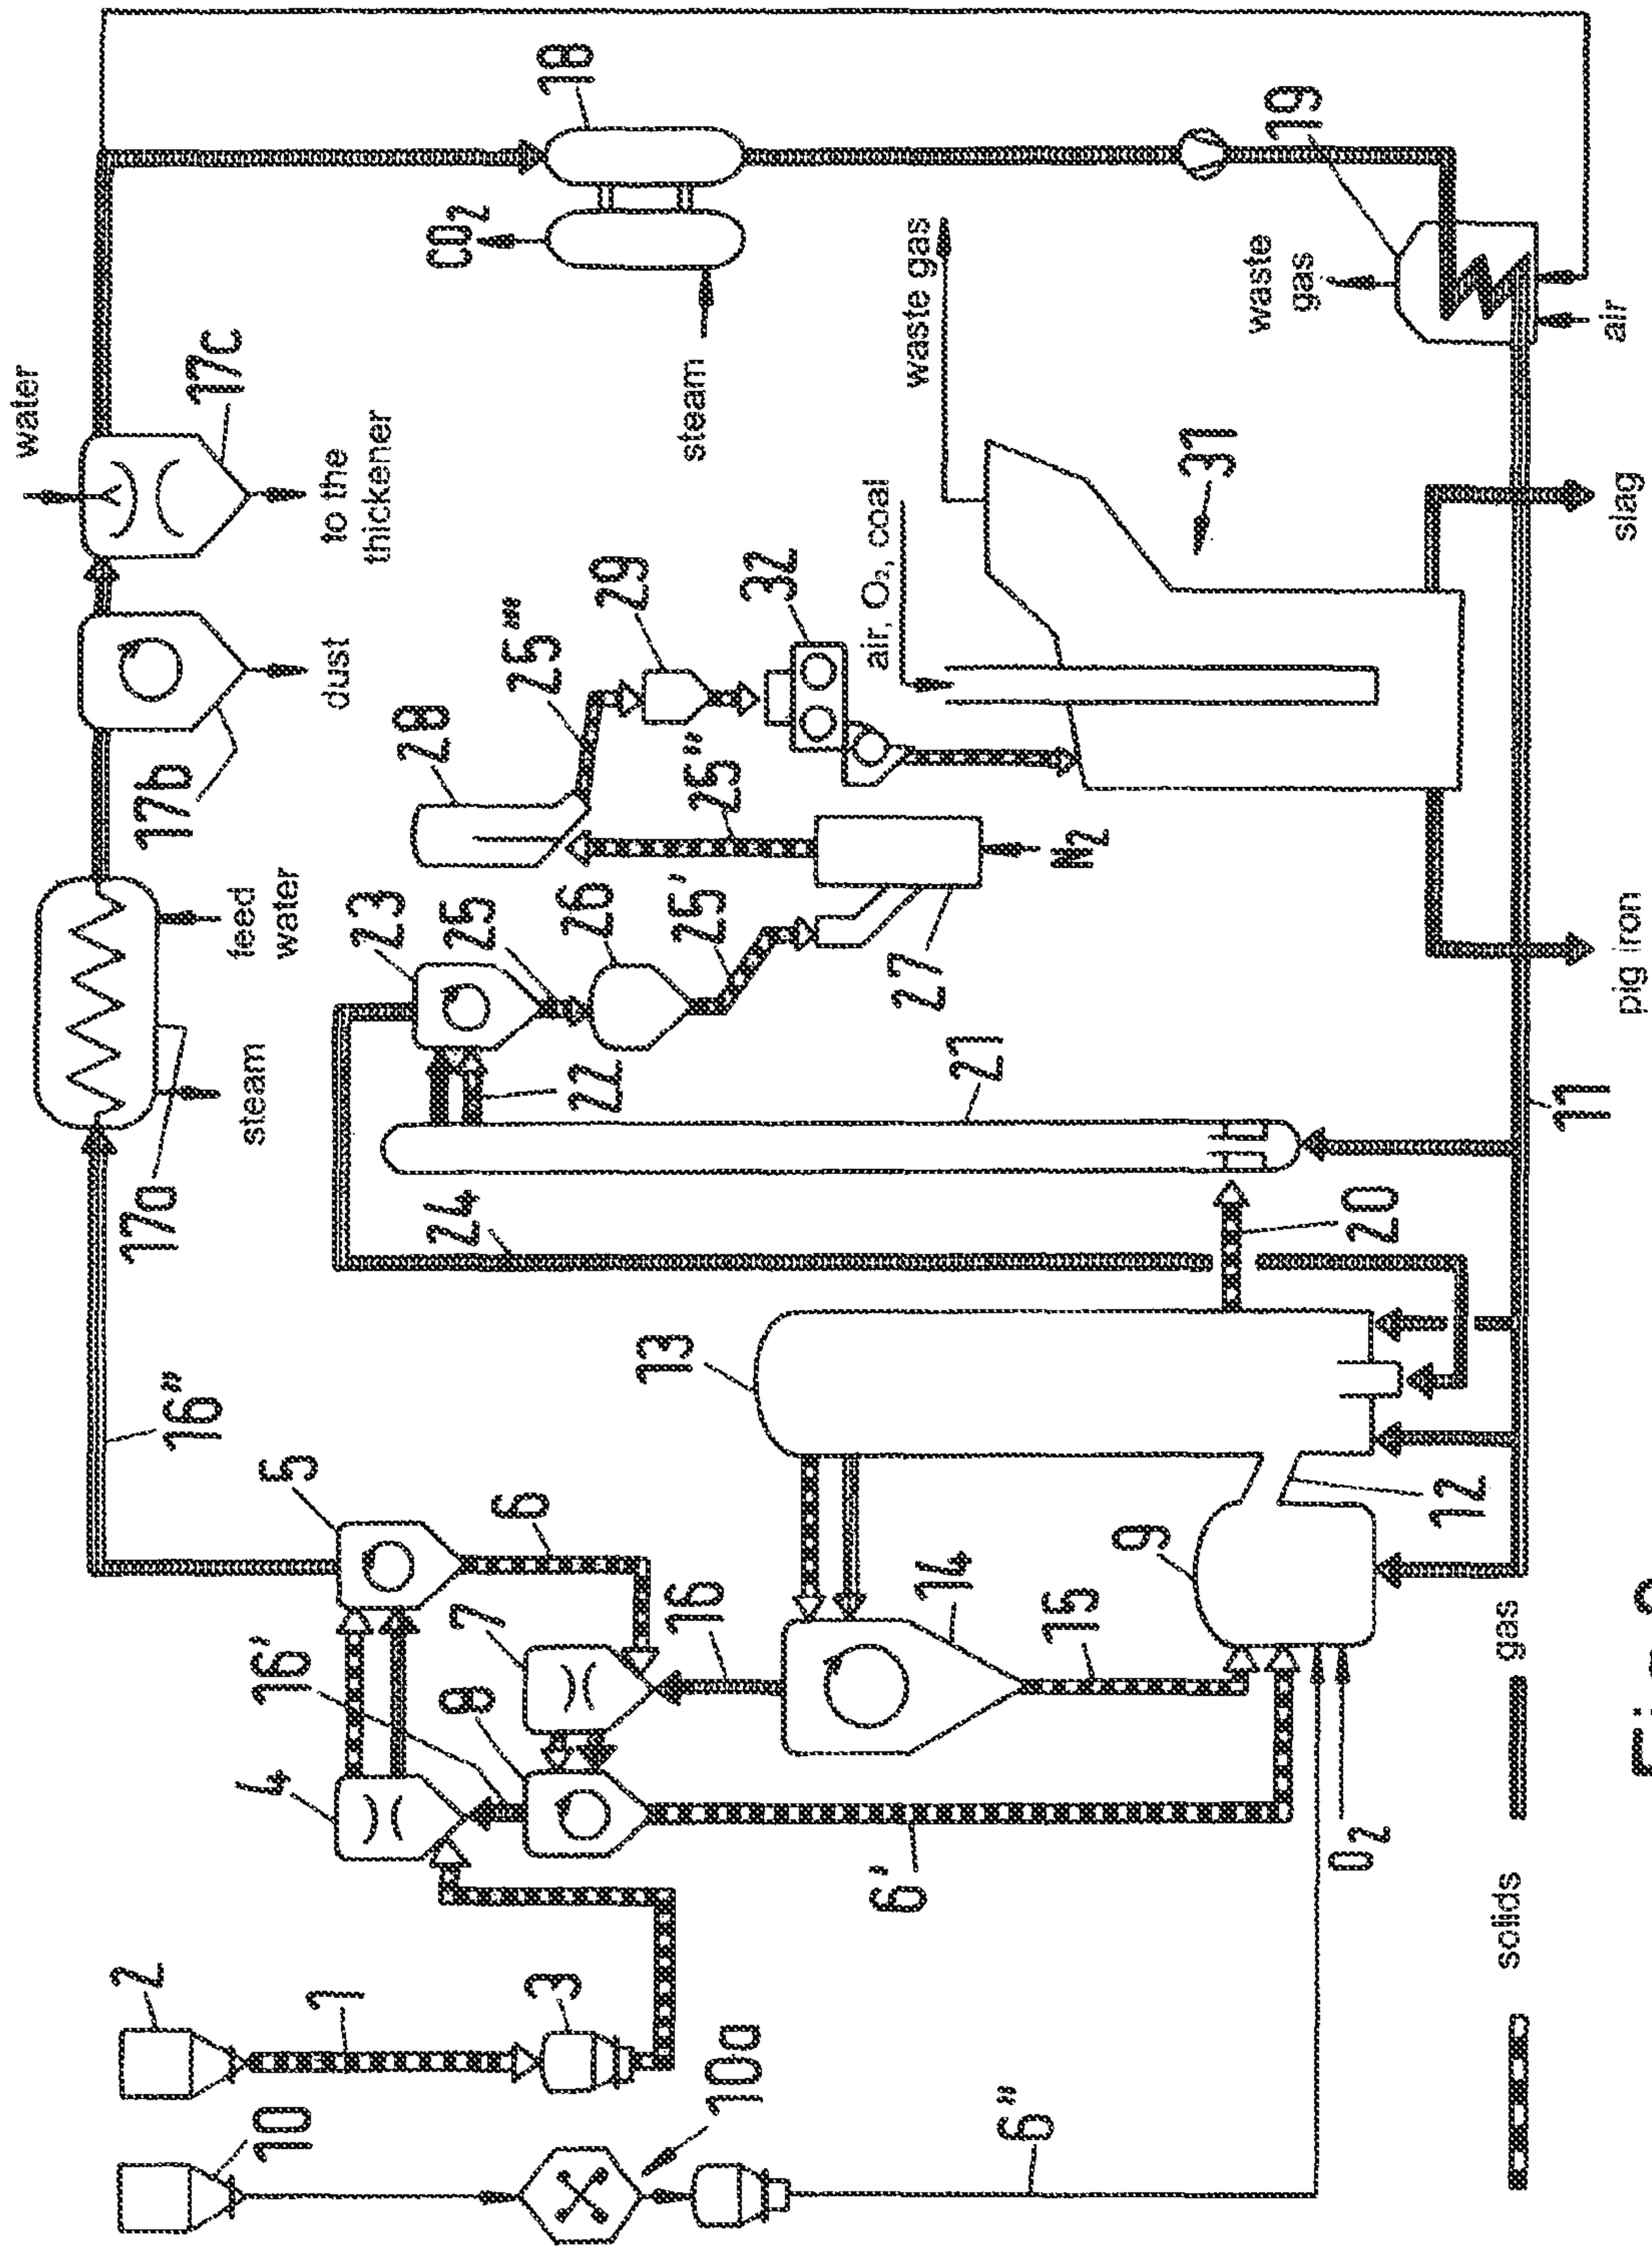 water
2
17a
17b
16"
17c
steam
feed water
10
4
5
dust
16'
1
to the thickener
23
28
CO₂
24
8
7
25
6
25'''
3
18
26
22
29
13
16
25'
25"
steam
10a
32
6'
14
27
air, O₂, coal
waste gas
21
6"
15
N₂
9
31
waste gas
19
O₂
20
12
solids
gas
11
pig iron
slag
air